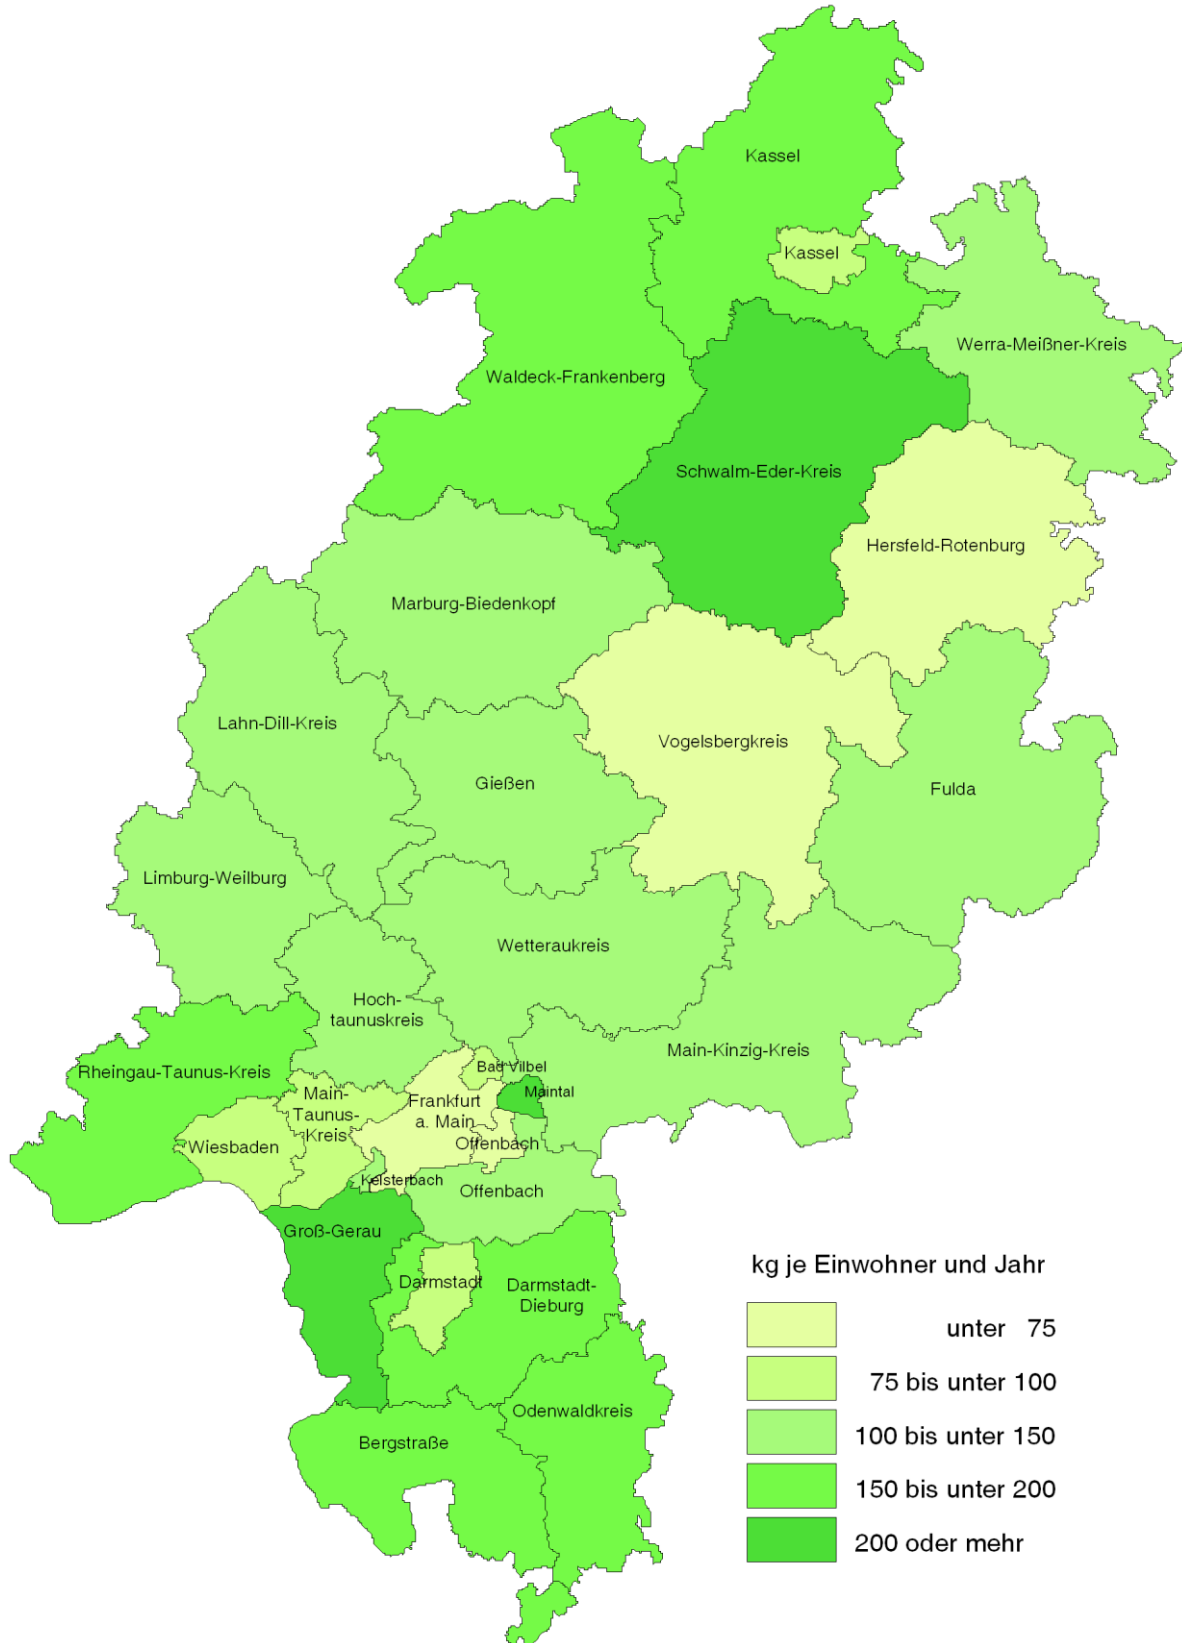 Kassel
Kassel
Werra-Meißner-Kreis
Waldeck-Frankenberg
Schwalm-Eder-Kreis
Hersfeld-Rotenburg
Marburg-Biedenkopf
Lahn-Dill-Kreis
Vogelsbergkreis
Gießen
Fulda
Limburg-Weilburg
Wetteraukreis
Hoch-
taunuskreis
Main-Kinzig-Kreis
Bad Vilbel
Rheingau-Taunus-Kreis
Maintal
Main-
Taunus-
Kreis
Frankfurt
a. Main
Offenbach
Wiesbaden
Kelsterbach
Offenbach
Groß-Gerau
Darmstadt
Darmstadt-
Dieburg
Odenwaldkreis
Bergstraße
kg je Einwohner und Jahr
unter 75
75 bis unter 100
100 bis unter 150
150 bis unter 200
200 oder mehr